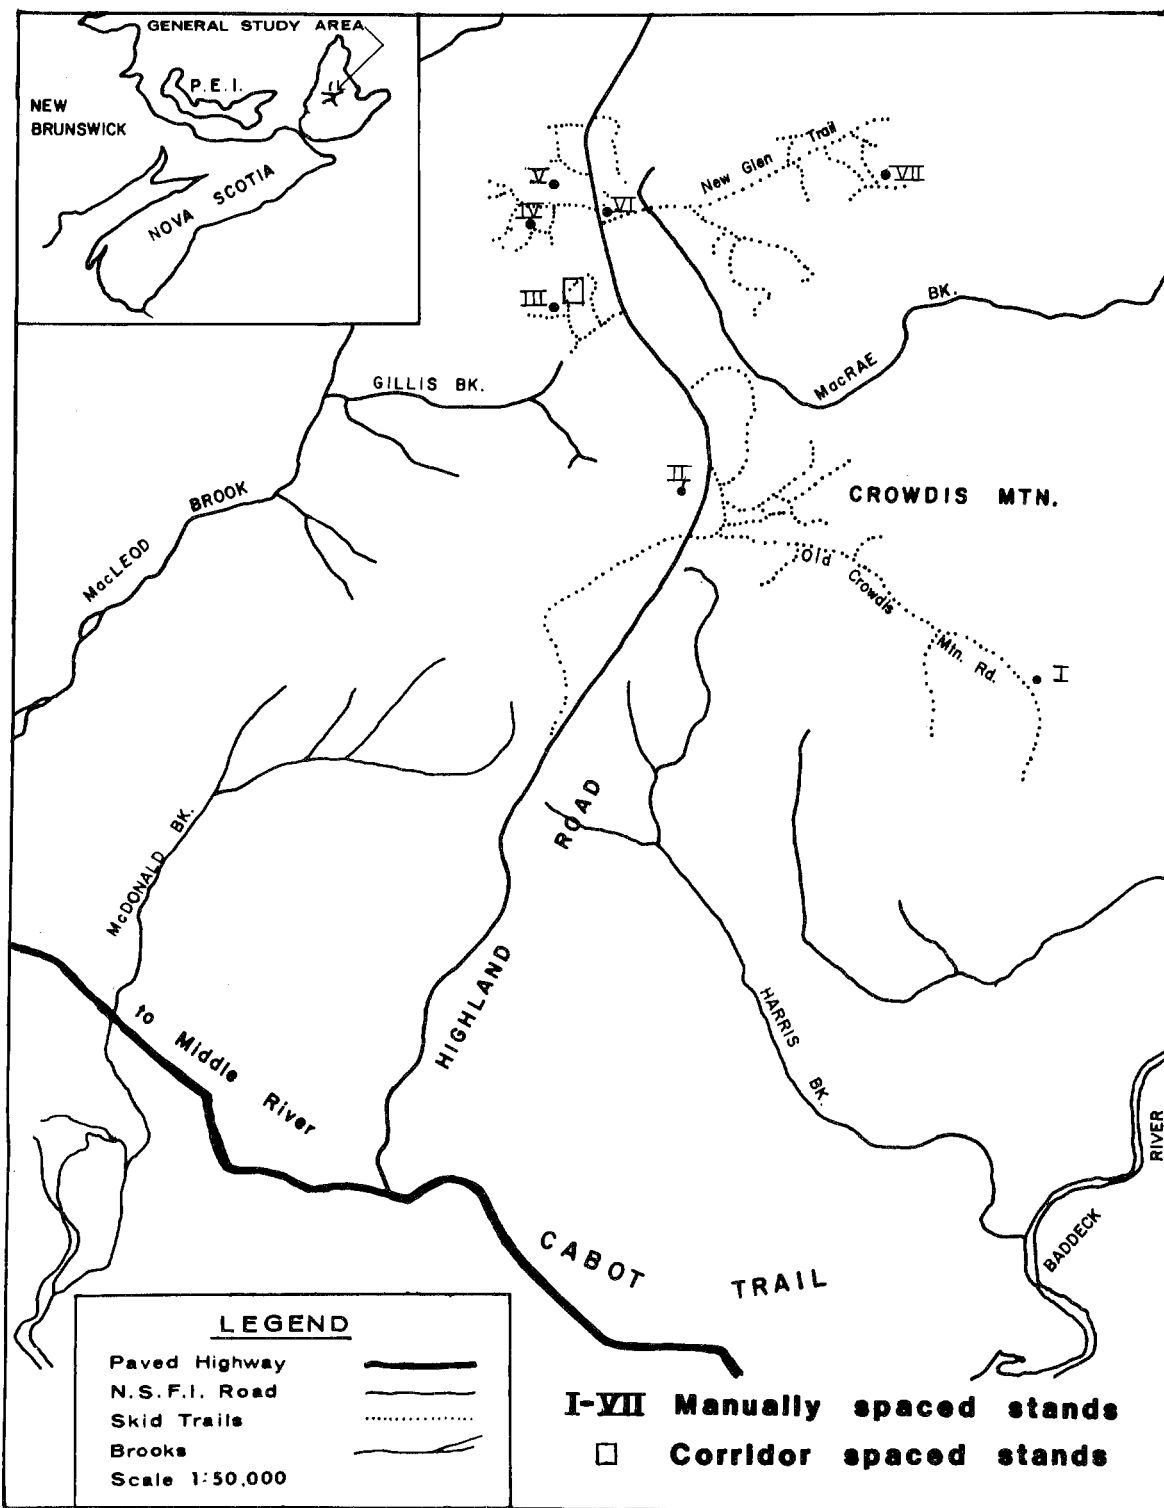 GENERAL STUDY AREA
P.E.I.
NEW
BRUNSWICK
NOVA SCOTIA
New Glen Trail
VII
V
IV
VI
III
BK.
MacRAE
GILLIS BK.
II
CROWDIS MTN.
BROOK
MacLEOD
Old Crowdis
Mtn. Rd.
I
ROAD
HIGHLAND
McDONALD BK.
to Middle River
HARRIS
BK.
RIVER
BADDECK
CABOT TRAIL
LEGEND
Paved Highway
N.S.F.I. Road
Skid Trails
Brooks
Scale 1:50,000
I-VII Manually spaced stands
Corridor spaced stands